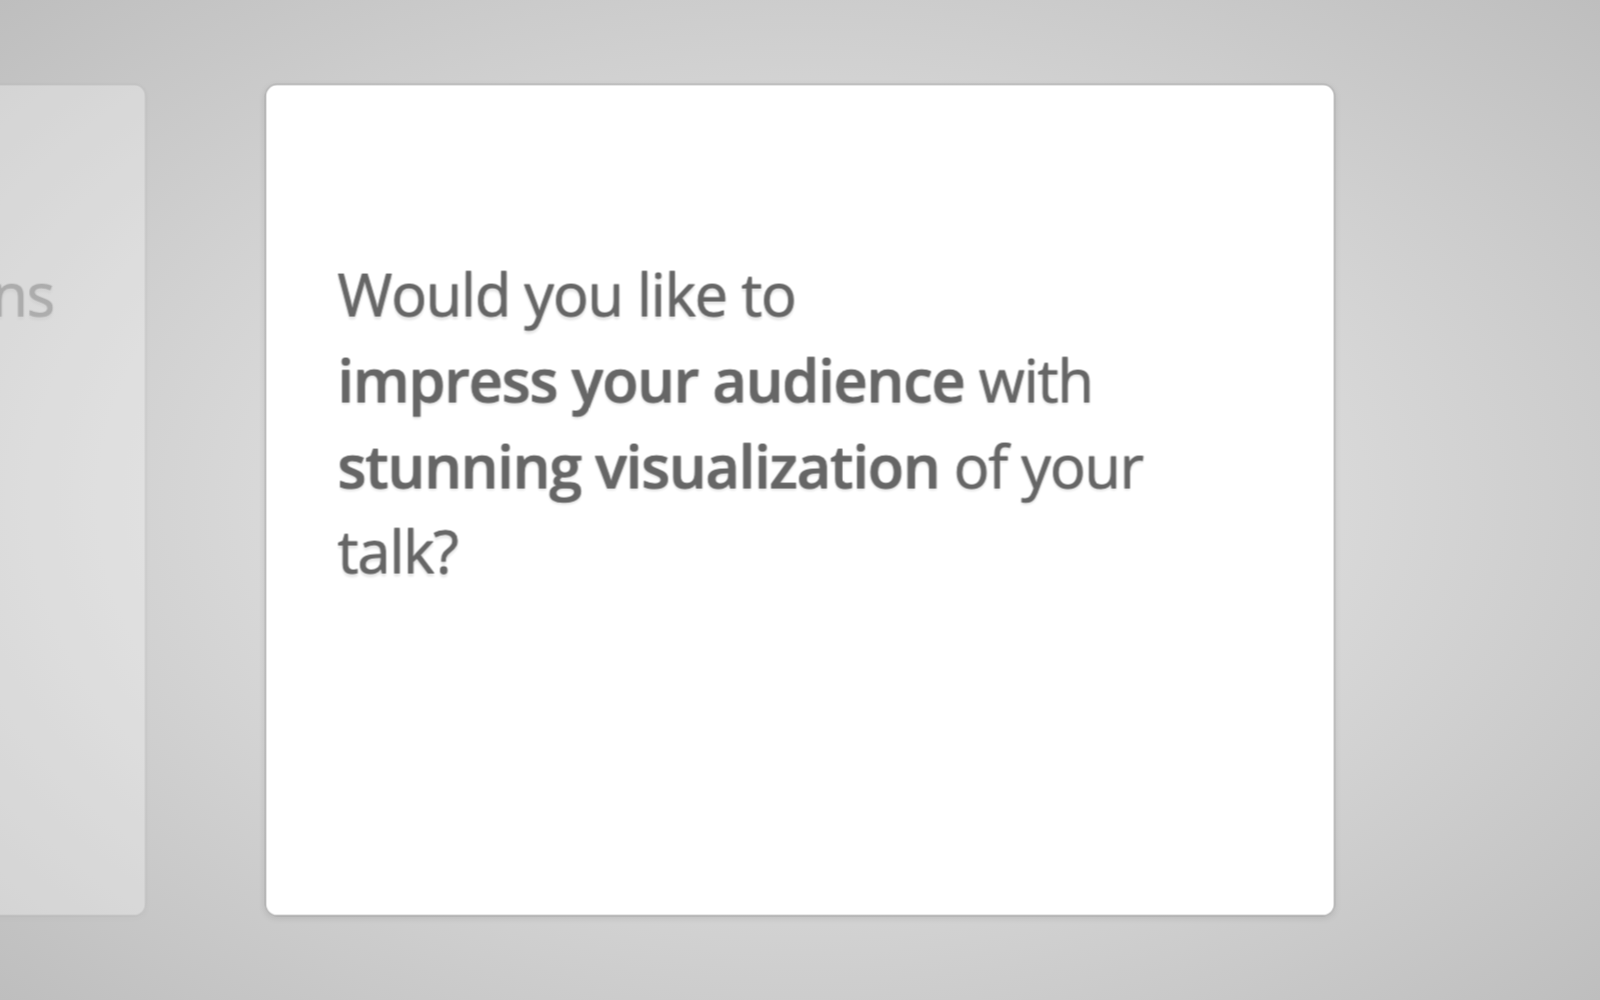 Would you like to
impress your audience with
stunning visualization of your
talk?